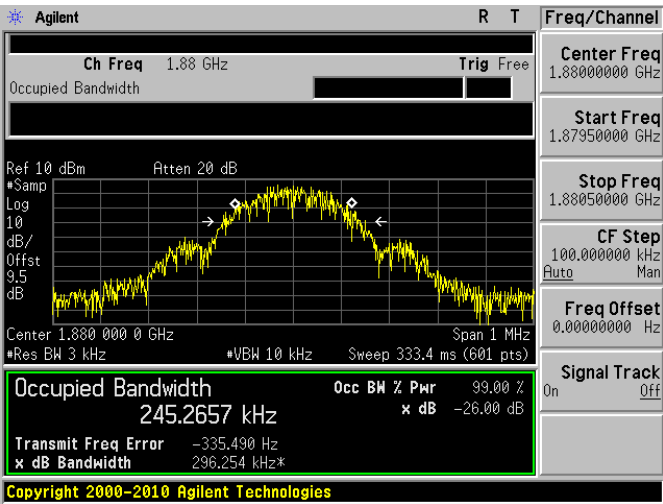 Agilent R T Freq/Channel
Ch Freq 1.88 GHz Trig Free
Occupied Bandwidth
Center Freq
1.88000000 GHz
Start Freq
1.87950000 GHz
Stop Freq
1.88050000 GHz
CF Step
100.000000 kHz
Auto Man
Freq Offset
0.00000000 Hz
Signal Track
On Off
Ref 10 dBm Atten 20 dB
#Samp
Log
10
dB/
Offst
9.5
dB
Center 1.880 000 0 GHz Span 1 MHz
#Res BW 3 kHz #VBW 10 kHz Sweep 333.4 ms (601 pts)
Occupied Bandwidth Occ BW % Pwr 99.00 %
245.2657 kHz x dB -26.00 dB
Transmit Freq Error -335.490 Hz
x dB Bandwidth 296.254 kHz*
Copyright 2000-2010 Agilent Technologies